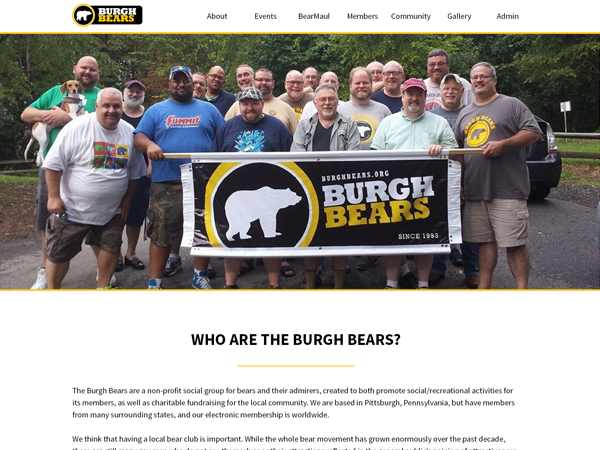 BURGH
BEARS
About Events BearMaul Members Community Gallery Admin
SUMMIT
BURGHBEARS.ORG
BURGH
BEARS
SINCE 1993
WHO ARE THE BURGH BEARS?
The Burgh Bears are a non-profit social group for bears and their admirers, created to both promote social/recreational activities for
its members, as well as charitable fundraising for the local community. We are based in Pittsburgh, Pennsylvania, but have members
from many surrounding states, and our electronic membership is worldwide.
We think that having a local bear club is important. While the whole bear movement has grown enormously over the past decade,